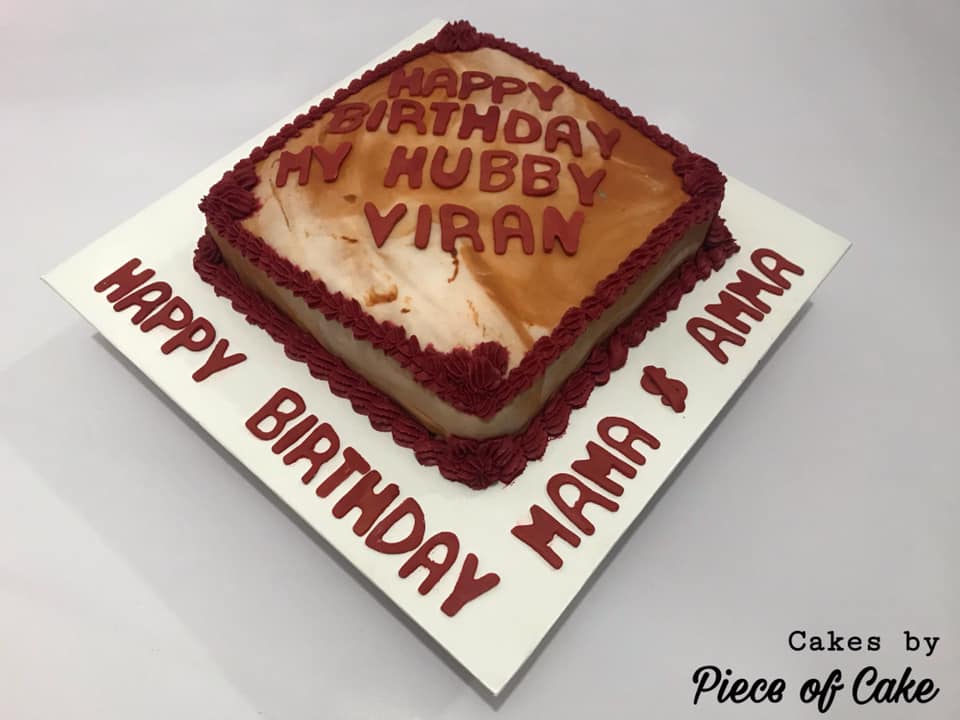 HAPPY
BIRTHDAY
MY HUBBY
VIRAN
HAPPY BIRTHDAY
MAMA $ AMMA
Cakes by
Piece of Cake